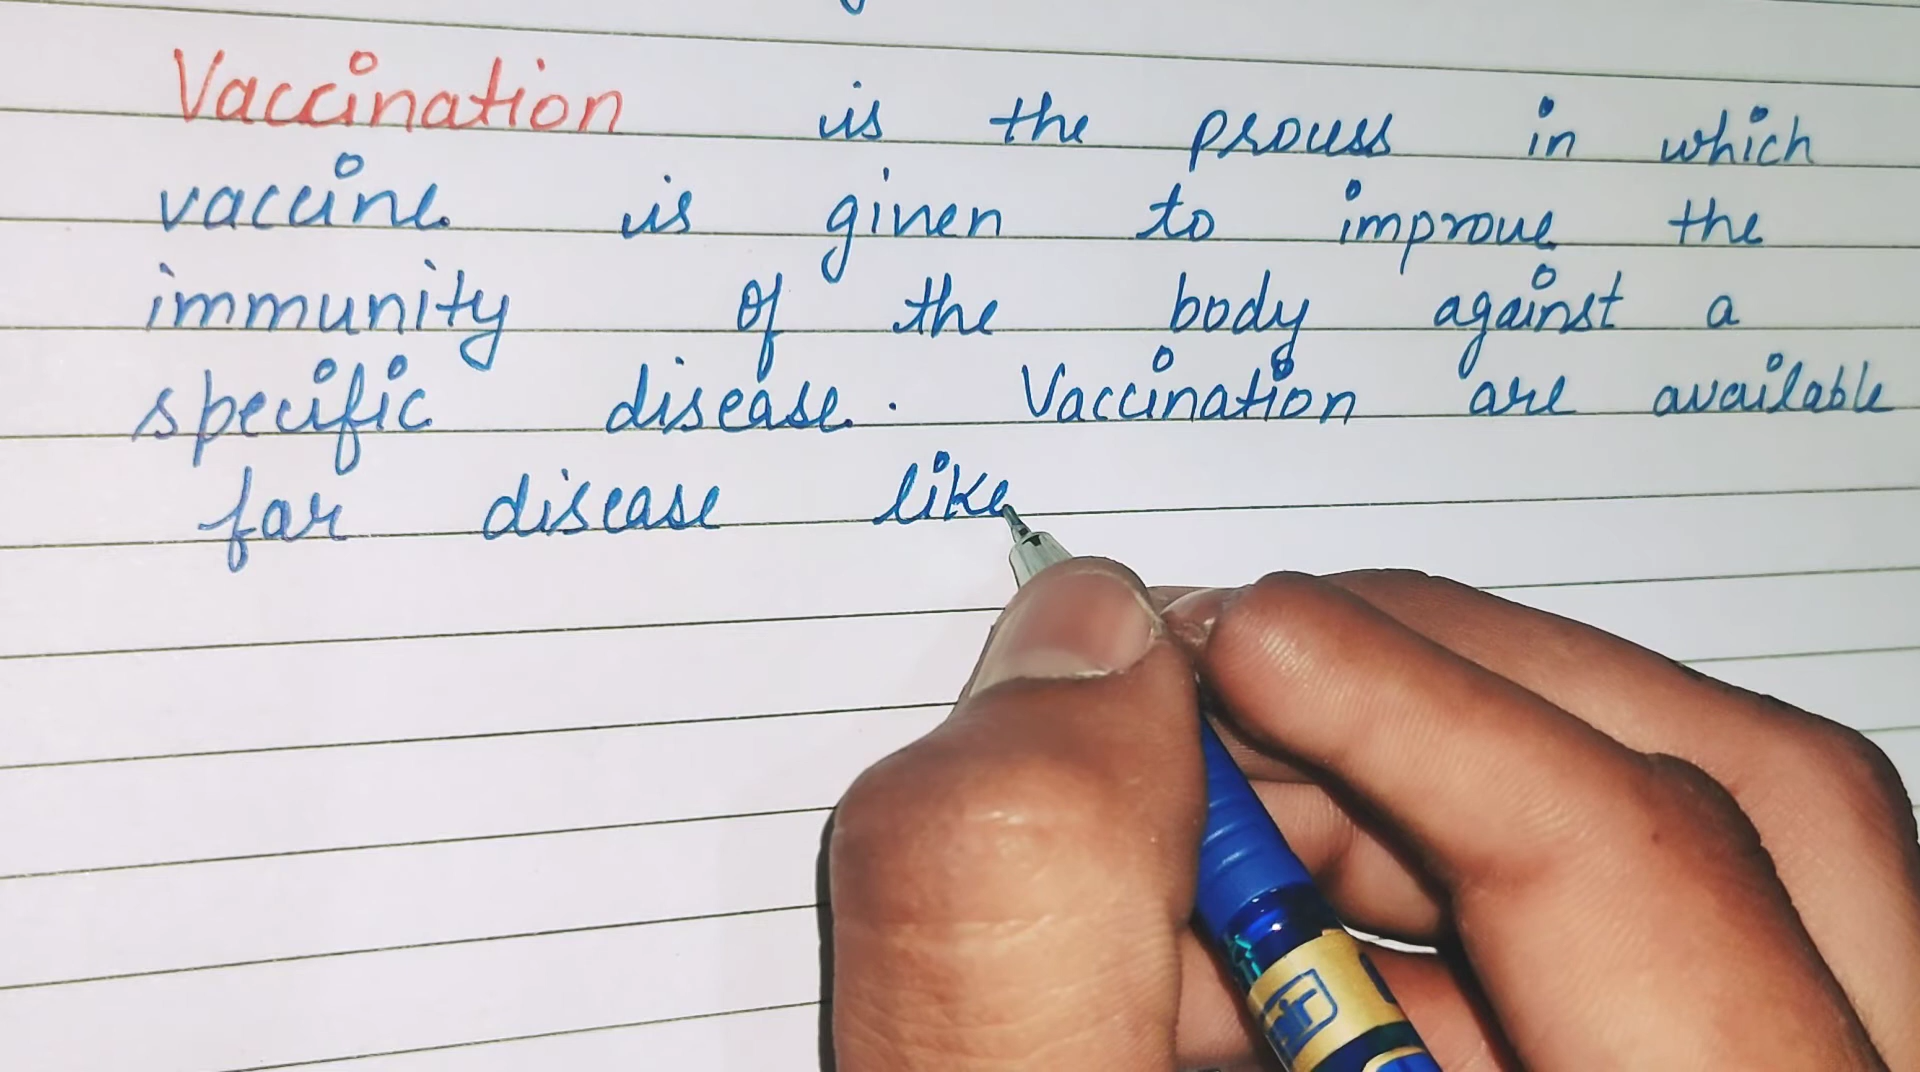 Vaccination is the process in which
vaccine is given to improve the
immunity of the body against a
specific disease. Vaccination are available
for disease like